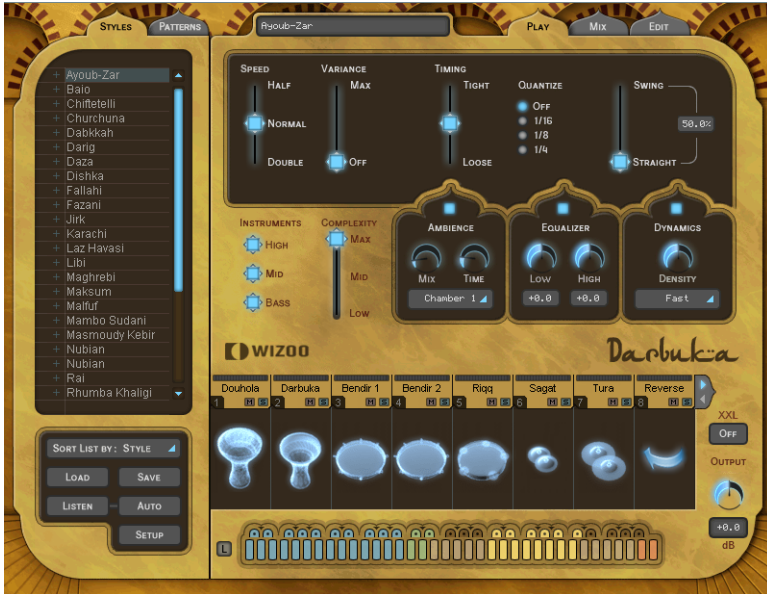 STYLES
PATTERNS
Ayoub-Zar
PLAY
MIX
EDIT
+ Ayoub-Zar
+ Baio
+ Chiftetelli
+ Churchuna
+ Dabkkah
+ Darig
+ Daza
+ Dishka
+ Fallahi
+ Fazani
+ Jirk
+ Karachi
+ Laz Havasi
+ Libi
+ Maghrebi
+ Maksum
+ Malfuf
+ Mambo Sudani
+ Masmoudy Kebir
+ Nubian
+ Nubian
+ Rai
+ Rhumba Khaligi
SORT LIST BY: STYLE
LOAD
SAVE
LISTEN
AUTO
SETUP
SPEED
HALF
NORMAL
DOUBLE
VARIANCE
MAX
OFF
TIMING
TIGHT
LOOSE
QUANTIZE
OFF
1/16
1/8
1/4
SWING
50.0%
STRAIGHT
INSTRUMENTS
HIGH
MID
BASS
COMPLEXITY
MAX
MID
LOW
AMBIENCE
MIX
TIME
Chamber 1
EQUALIZER
LOW
HIGH
+0.0
+0.0
DYNAMICS
DENSITY
Fast
WIZOO
Darbuka
Douhola
Darbuka
Bendir 1
Bendir 2
Riqq
Sagat
Tura
Reverse
1 M S
2 M S
3 M S
4 M S
5 M S
6 M S
7 M S
8 M S
XXL
OFF
OUTPUT
+0.0
dB
L